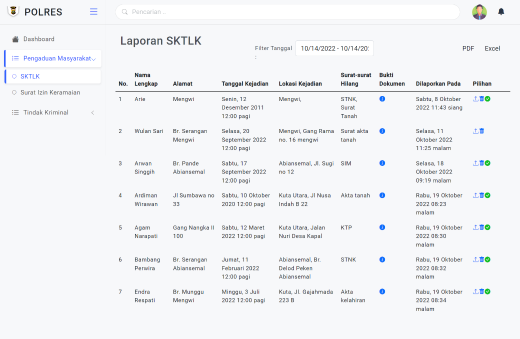 POLRES
Pencarian ...
Dashboard
Pengaduan Masyarakat
SKTLK
Surat Izin Keramaian
Tindak Kriminal
Laporan SKTLK
Filter Tanggal
:
10/14/2022 - 10/14/20
PDF Excel
No. Nama Lengkap Alamat Tanggal Kejadian Lokasi Kejadian Surat-surat Hilang Bukti Dokumen Dilaporkan Pada Pilihan
1 Arie Mengwi Senin, 12 Desember 2011 12:00 pagi Mengwi, STNK, Surat Tanah Sabtu, 8 Oktober 2022 11:43 siang
2 Wulan Sari Br. Serangan Mengwi Selasa, 20 September 2022 12:00 pagi Mengwi, Gang Rama no. 16 mengwi Surat akta tanah Selasa, 11 Oktober 2022 11:25 malam
3 Arwan Singgih Br. Pande Abiansemal Sabtu, 17 September 2022 12:00 pagi Abiansemal, Jl. Sugi no 12 SIM Selasa, 18 Oktober 2022 09:19 malam
4 Ardiman Wirawan Jl Sumbawa no 33 Sabtu, 10 Oktober 2020 12:00 pagi Kuta Utara, Jl Nusa Indah B 22 Akta tanah Rabu, 19 Oktober 2022 08:23 malam
5 Agam Narapati Gang Nangka II 100 Sabtu, 12 Maret 2022 12:00 pagi Kuta Utara, Jalan Nuri Desa Kapal KTP Rabu, 19 Oktober 2022 08:30 malam
6 Bambang Perwira Br. Serangan Abiansemal Jumat, 11 Februari 2022 12:00 pagi Abiansemal, Br. Delod Peken Abiansemal STNK Rabu, 19 Oktober 2022 08:32 malam
7 Endra Respati Br. Munggu Mengwi Minggu, 3 Juli 2022 12:00 pagi Kuta, Jl. Gajahmada 223 B Akta kelahiran Rabu, 19 Oktober 2022 08:34 malam